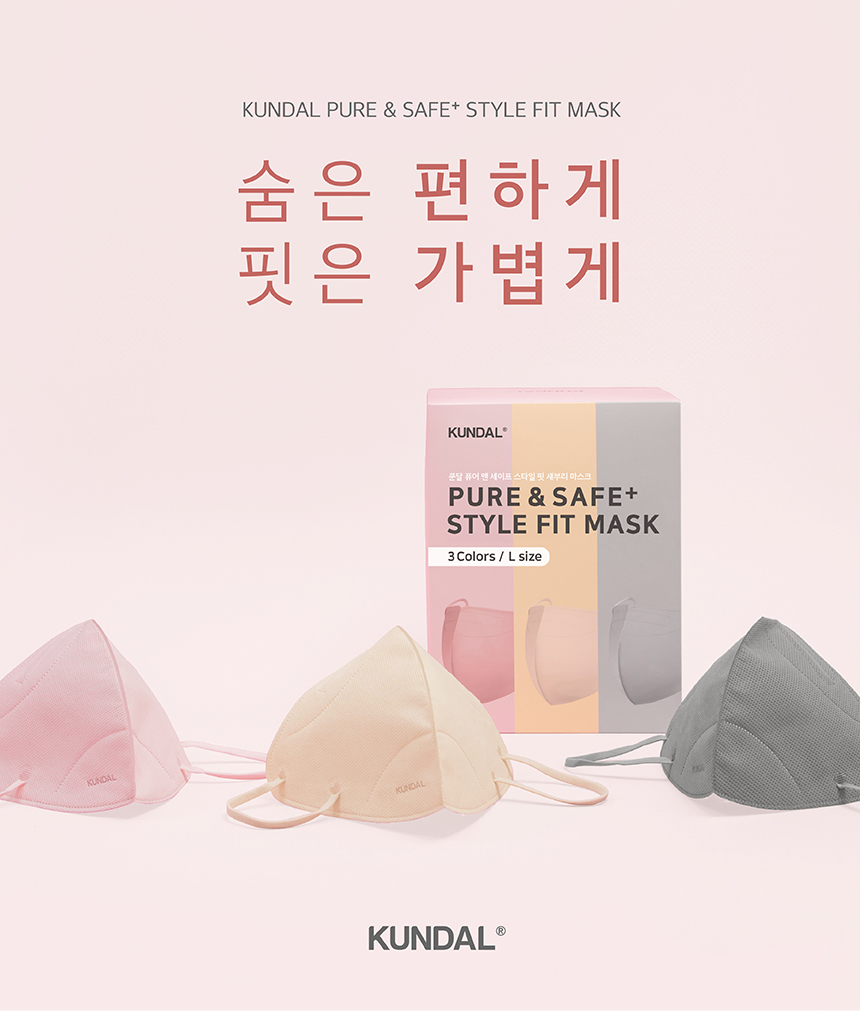 KUNDAL PURE & SAFE⁺ STYLE FIT MASK
숨은 편하게
핏은 가볍게
KUNDAL®
쿤달 퓨어 앤 세이프 스타일 핏 새부리 마스크
PURE & SAFE⁺
STYLE FIT MASK
3 Colors / L size
KUNDAL
KUNDAL
KUNDAL®